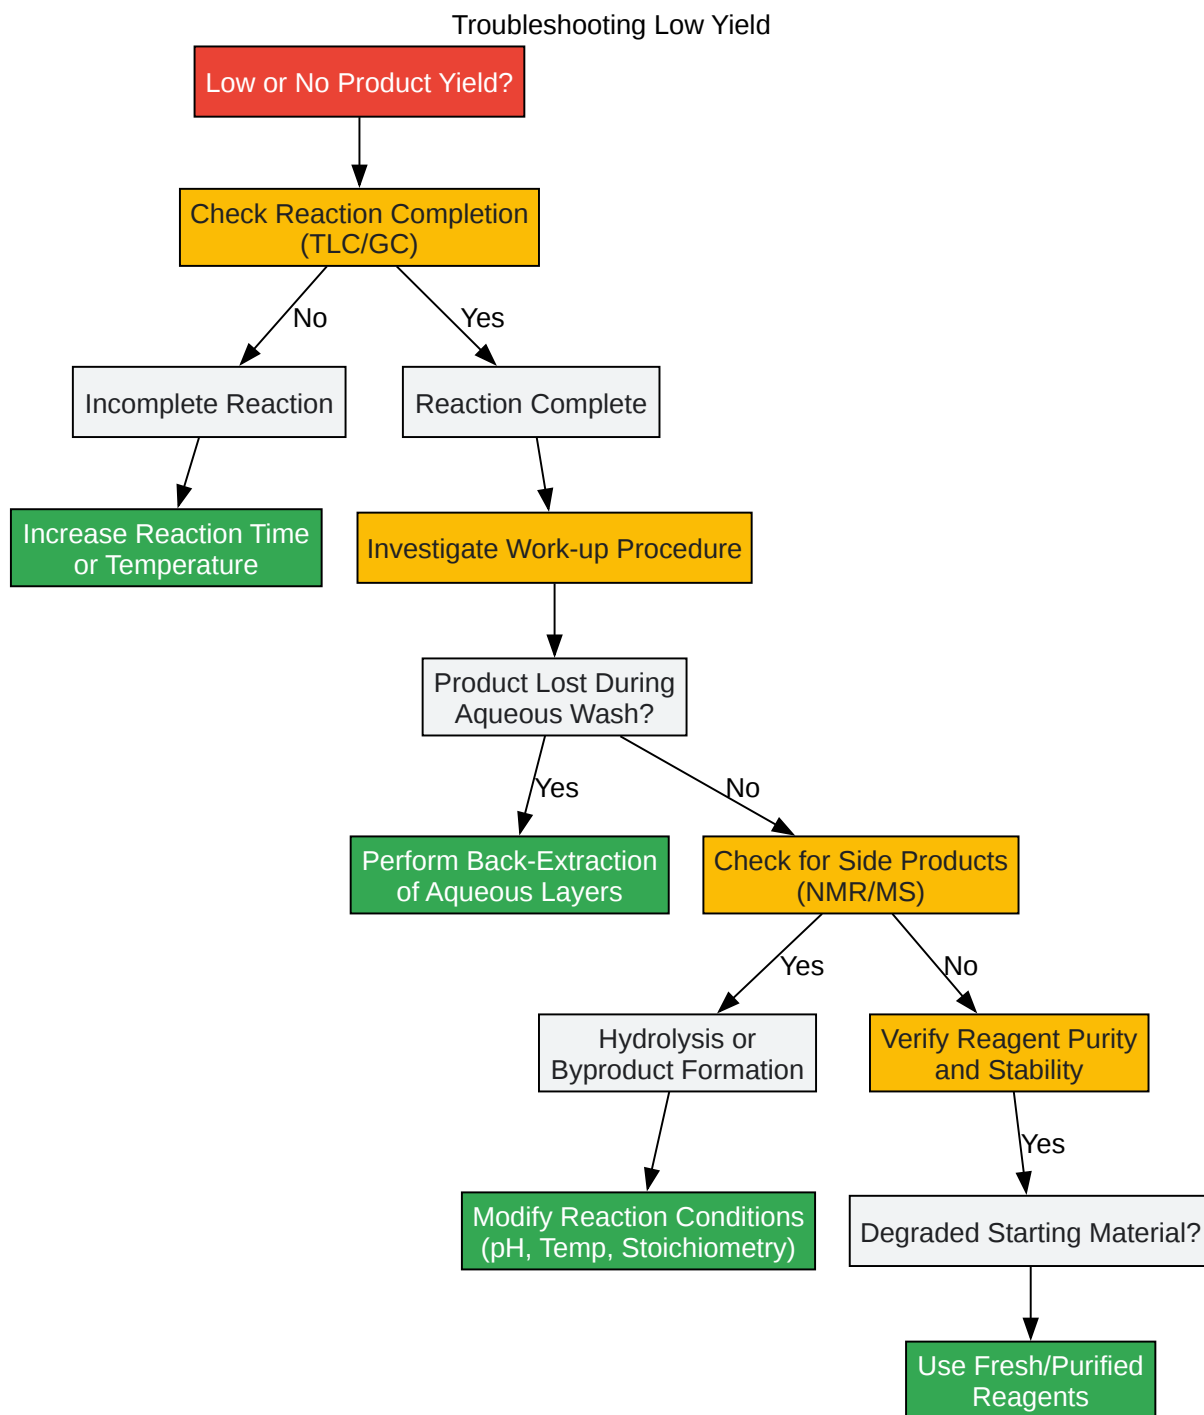 Troubleshooting Low Yield
Low or No Product Yield?
Check Reaction Completion
(TLC/GC)
No
Yes
Incomplete Reaction
Reaction Complete
Increase Reaction Time
or Temperature
Investigate Work-up Procedure
Product Lost During
Aqueous Wash?
Yes
No
Perform Back-Extraction
of Aqueous Layers
Check for Side Products
(NMR/MS)
Yes
No
Hydrolysis or
Byproduct Formation
Verify Reagent Purity
and Stability
Yes
Modify Reaction Conditions
(pH, Temp, Stoichiometry)
Degraded Starting Material?
Use Fresh/Purified
Reagents